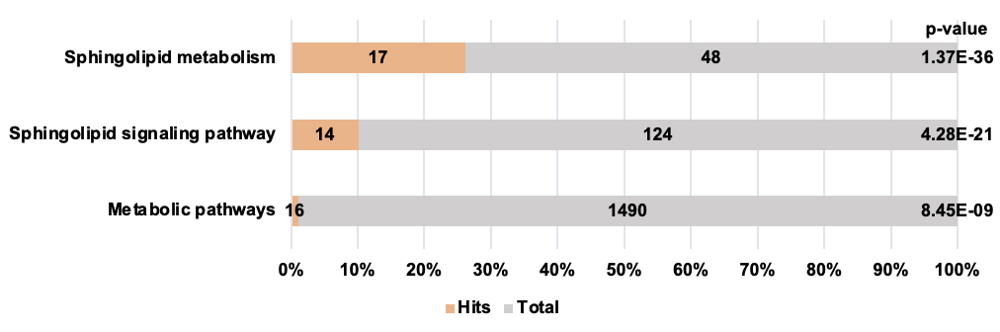 p-value
Sphingolipid metabolism 17 48 1.37E-36
Sphingolipid signaling pathway 14 124 4.28E-21
Metabolic pathways 16 1490 8.45E-09
0% 10% 20% 30% 40% 50% 60% 70% 80% 90% 100%
Hits Total